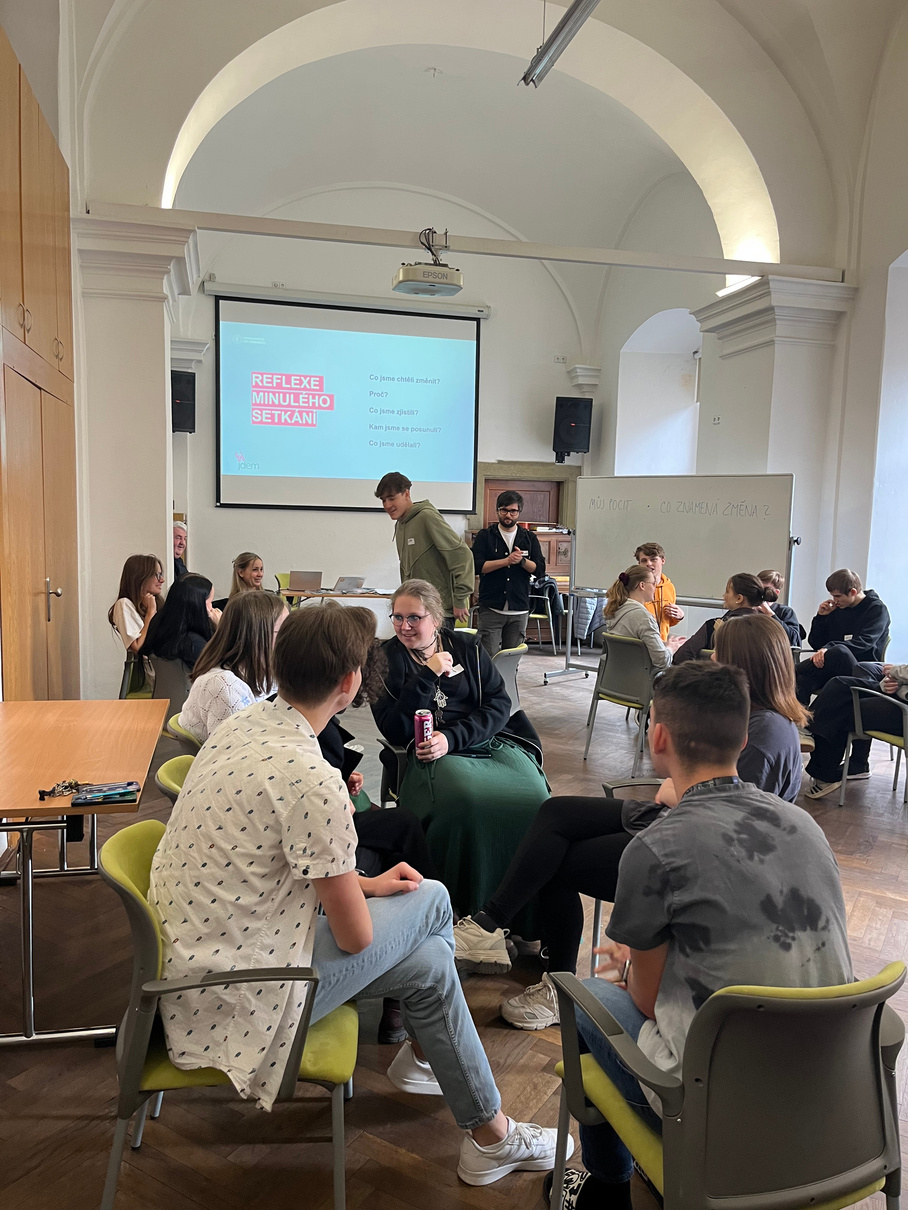 EPSON
REFLEXE
MINULÉHO
SETKÁNÍ
Co jsme chtěli změnit?
Proč?
Co jsme zjistili?
Kam jsme se posunuli?
Co jsme udělali?
jdem
MŮJ POCIT • CO ZNAMENÁ ZMĚNA?